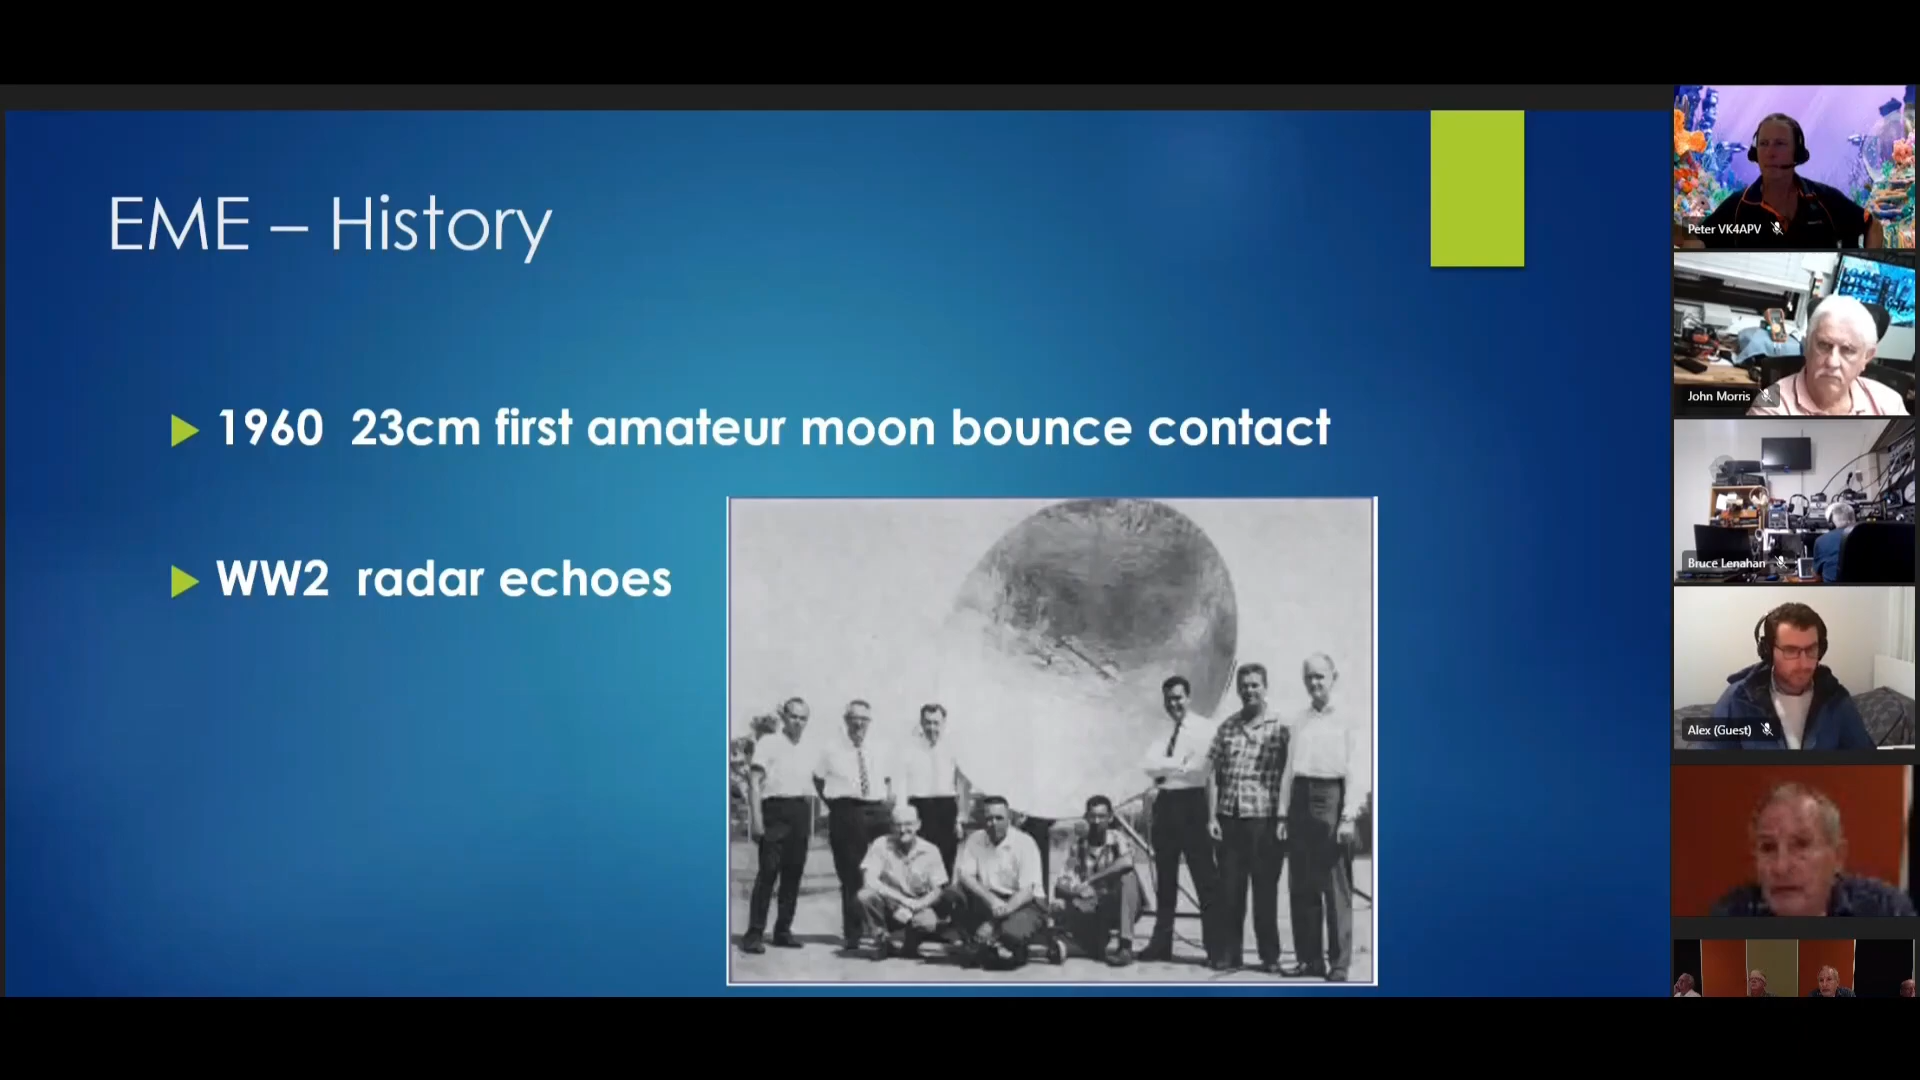 EME – History
1960 23cm first amateur moon bounce contact
WW2 radar echoes
Peter VK4APV
John Morris
Bruce Lenahan
Alex (Guest)